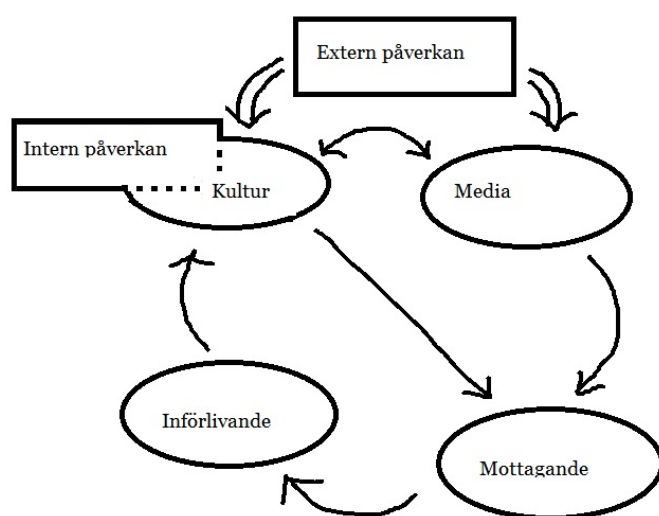 Extern påverkan
Intern påverkan
Kultur
Media
Införlivande
Mottagande